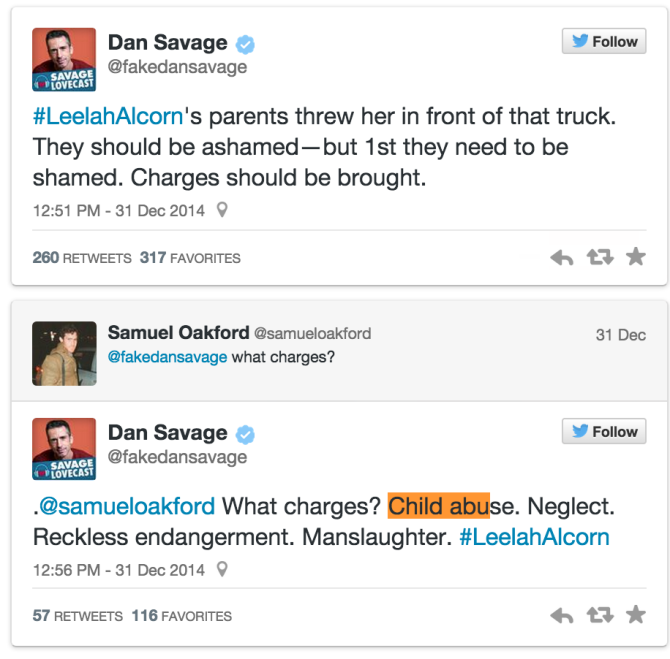 Dan Savage
Follow
@fakedansavage
SAVAGE
LOVECAST
#LeelahAlcorn's parents threw her in front of that truck.
They should be ashamed—but 1st they need to be
shamed. Charges should be brought.
12:51 PM - 31 Dec 2014
260 RETWEETS 317 FAVORITES
Samuel Oakford @samueloakford
31 Dec
@fakedansavage what charges?
Dan Savage
Follow
@fakedansavage
SAVAGE
LOVECAST
.@samueloakford What charges? Child abuse. Neglect.
Reckless endangerment. Manslaughter. #LeelahAlcorn
12:56 PM - 31 Dec 2014
57 RETWEETS 116 FAVORITES